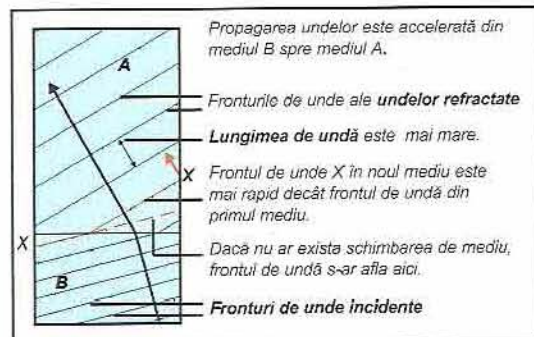 Propagarea undelor este accelerată din
mediul B spre mediul A.
A
Fronturile de unde ale undelor refractate
Lungimea de undă este mai mare.
X
Frontul de unde X în noul mediu este
mai rapid decât frontul de undă din
primul mediu.
X
Dacă nu ar exista schimbarea de mediu,
frontul de undă s-ar afla aici.
B
Fronturi de unde incidente